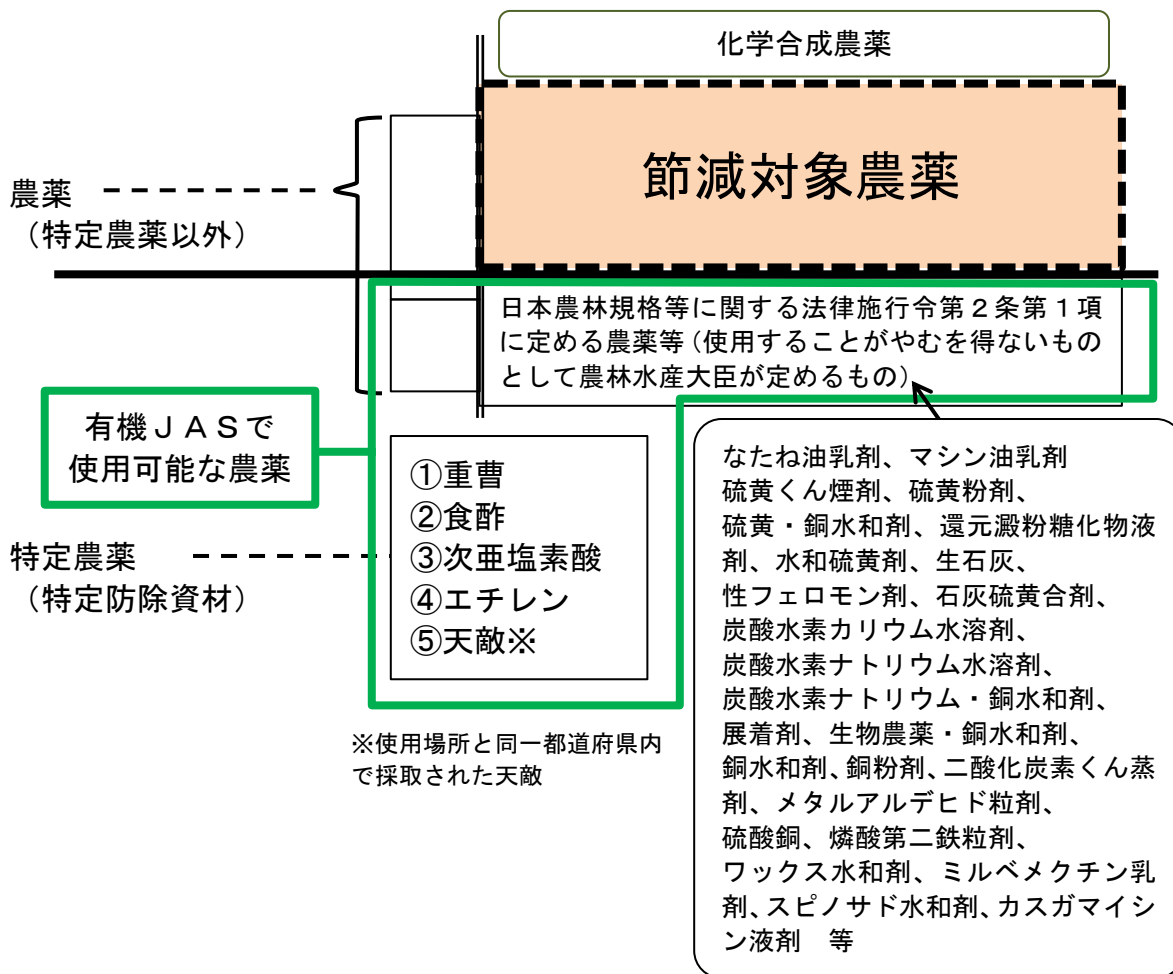 化学合成農薬
節減対象農薬
農薬
（特定農薬以外）
日本農林規格等に関する法律施行令第２条第１項
に定める農薬等（使用することがやむを得ないもの
として農林水産大臣が定めるもの）
有機ＪＡＳで
使用可能な農薬
①重曹
②食酢
③次亜塩素酸
④エチレン
⑤天敵※
特定農薬
（特定防除資材）
※使用場所と同一都道府県内
で採取された天敵
なたね油乳剤、マシン油乳剤
硫黄くん煙剤、硫黄粉剤、
硫黄・銅水和剤、還元澱粉糖化物液
剤、水和硫黄剤、生石灰、
性フェロモン剤、石灰硫黄合剤、
炭酸水素カリウム水溶剤、
炭酸水素ナトリウム水溶剤、
炭酸水素ナトリウム・銅水和剤、
展着剤、生物農薬・銅水和剤、
銅水和剤、銅粉剤、二酸化炭素くん蒸
剤、メタルアルデヒド粒剤、
硫酸銅、燐酸第二鉄粒剤、
ワックス水和剤、ミルベメクチン乳
剤、スピノサド水和剤、カスガマイシ
ン液剤　等